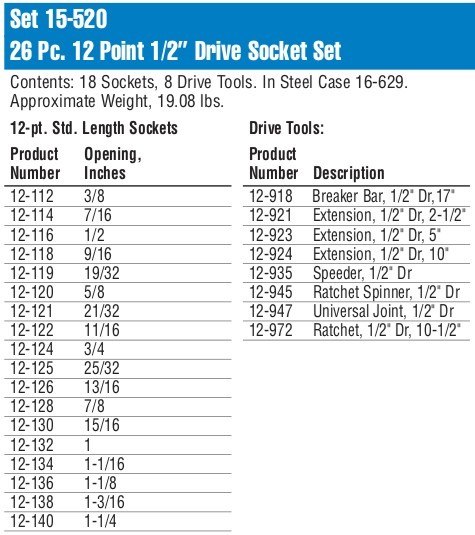 Set 15-520
26 Pc. 12 Point 1/2″ Drive Socket Set
Contents: 18 Sockets, 8 Drive Tools. In Steel Case 16-629.
Approximate Weight, 19.08 lbs.
12-pt. Std. Length Sockets
Product Opening,
Number Inches
12-112 3/8
12-114 7/16
12-116 1/2
12-118 9/16
12-119 19/32
12-120 5/8
12-121 21/32
12-122 11/16
12-124 3/4
12-125 25/32
12-126 13/16
12-128 7/8
12-130 15/16
12-132 1
12-134 1-1/16
12-136 1-1/8
12-138 1-3/16
12-140 1-1/4
Drive Tools:
Product
Number Description
12-918 Breaker Bar, 1/2" Dr,17"
12-921 Extension, 1/2" Dr, 2-1/2"
12-923 Extension, 1/2" Dr, 5"
12-924 Extension, 1/2" Dr, 10"
12-935 Speeder, 1/2" Dr
12-945 Ratchet Spinner, 1/2" Dr
12-947 Universal Joint, 1/2" Dr
12-972 Ratchet, 1/2" Dr, 10-1/2"